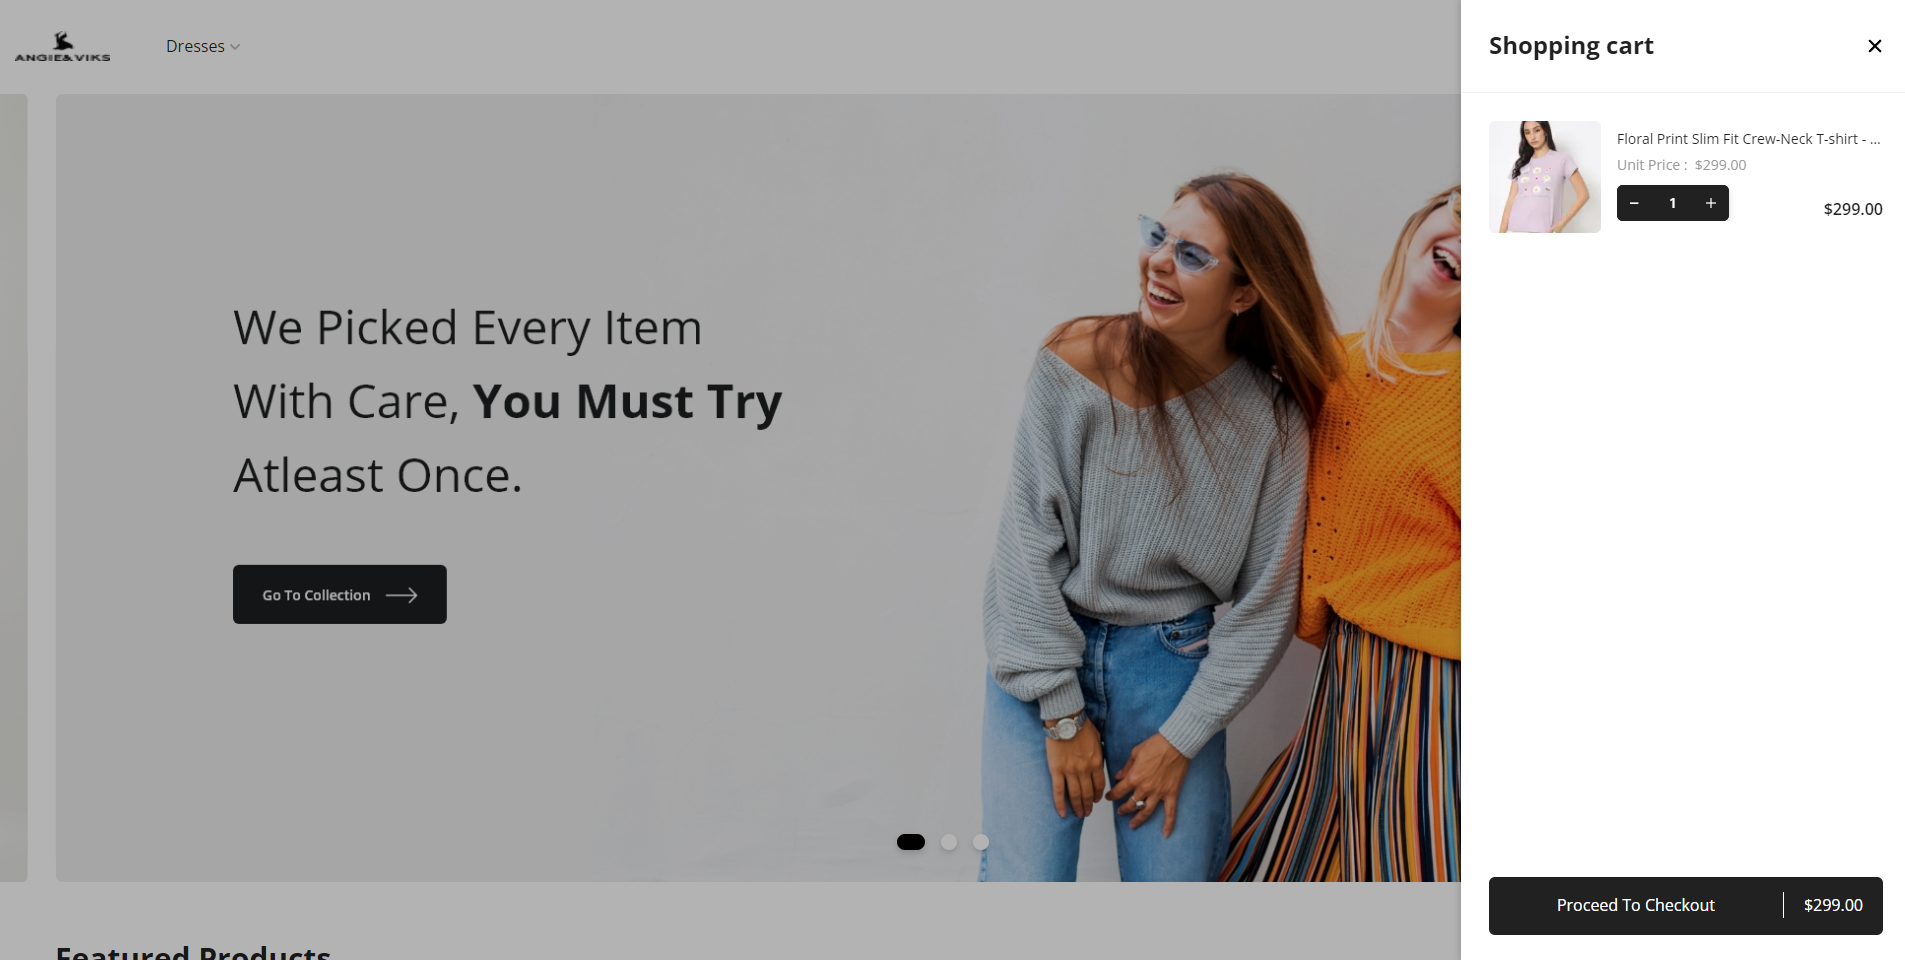 ANGIE&VIKS
Dresses
We Picked Every Item
With Care, You Must Try
Atleast Once.
Go To Collection
Featured Products
Shopping cart
Floral Print Slim Fit Crew-Neck T-shirt - ...
Unit Price : $299.00
− 1 +
$299.00
Proceed To Checkout | $299.00